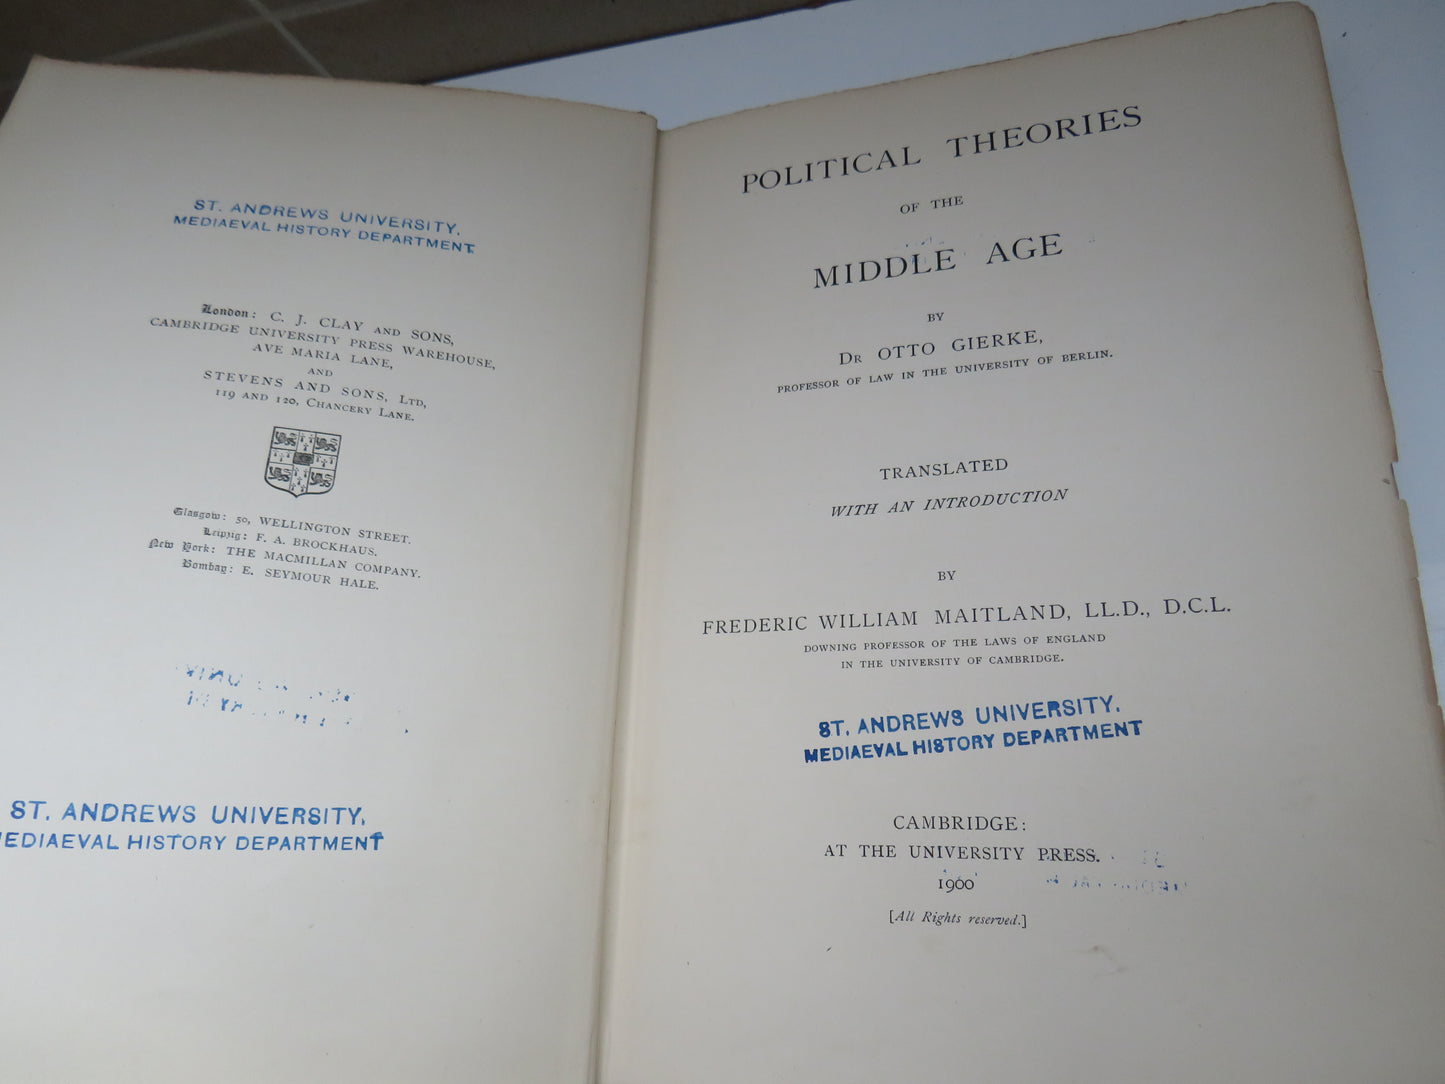 ST. ANDREWS UNIVERSITY,
MEDIAEVAL HISTORY DEPARTMENT
London: C. J. CLAY AND SONS,
CAMBRIDGE UNIVERSITY PRESS WAREHOUSE,
AVE MARIA LANE,
AND
STEVENS AND SONS, LTD,
119 AND 120, CHANCERY LANE.
Glasgow: 50, WELLINGTON STREET.
Leipzig: F. A. BROCKHAUS.
New York: THE MACMILLAN COMPANY.
Bombay: E. SEYMOUR HALE.
ST. ANDREWS UNIVERSITY,
MEDIAEVAL HISTORY DEPARTMENT
POLITICAL THEORIES
OF THE
MIDDLE AGE
BY
DR OTTO GIERKE,
PROFESSOR OF LAW IN THE UNIVERSITY OF BERLIN.
TRANSLATED
WITH AN INTRODUCTION
BY
FREDERIC WILLIAM MAITLAND, LL.D., D.C.L.
DOWNING PROFESSOR OF THE LAWS OF ENGLAND
IN THE UNIVERSITY OF CAMBRIDGE.
ST. ANDREWS UNIVERSITY,
MEDIAEVAL HISTORY DEPARTMENT
CAMBRIDGE:
AT THE UNIVERSITY PRESS.
1900
[All Rights reserved.]